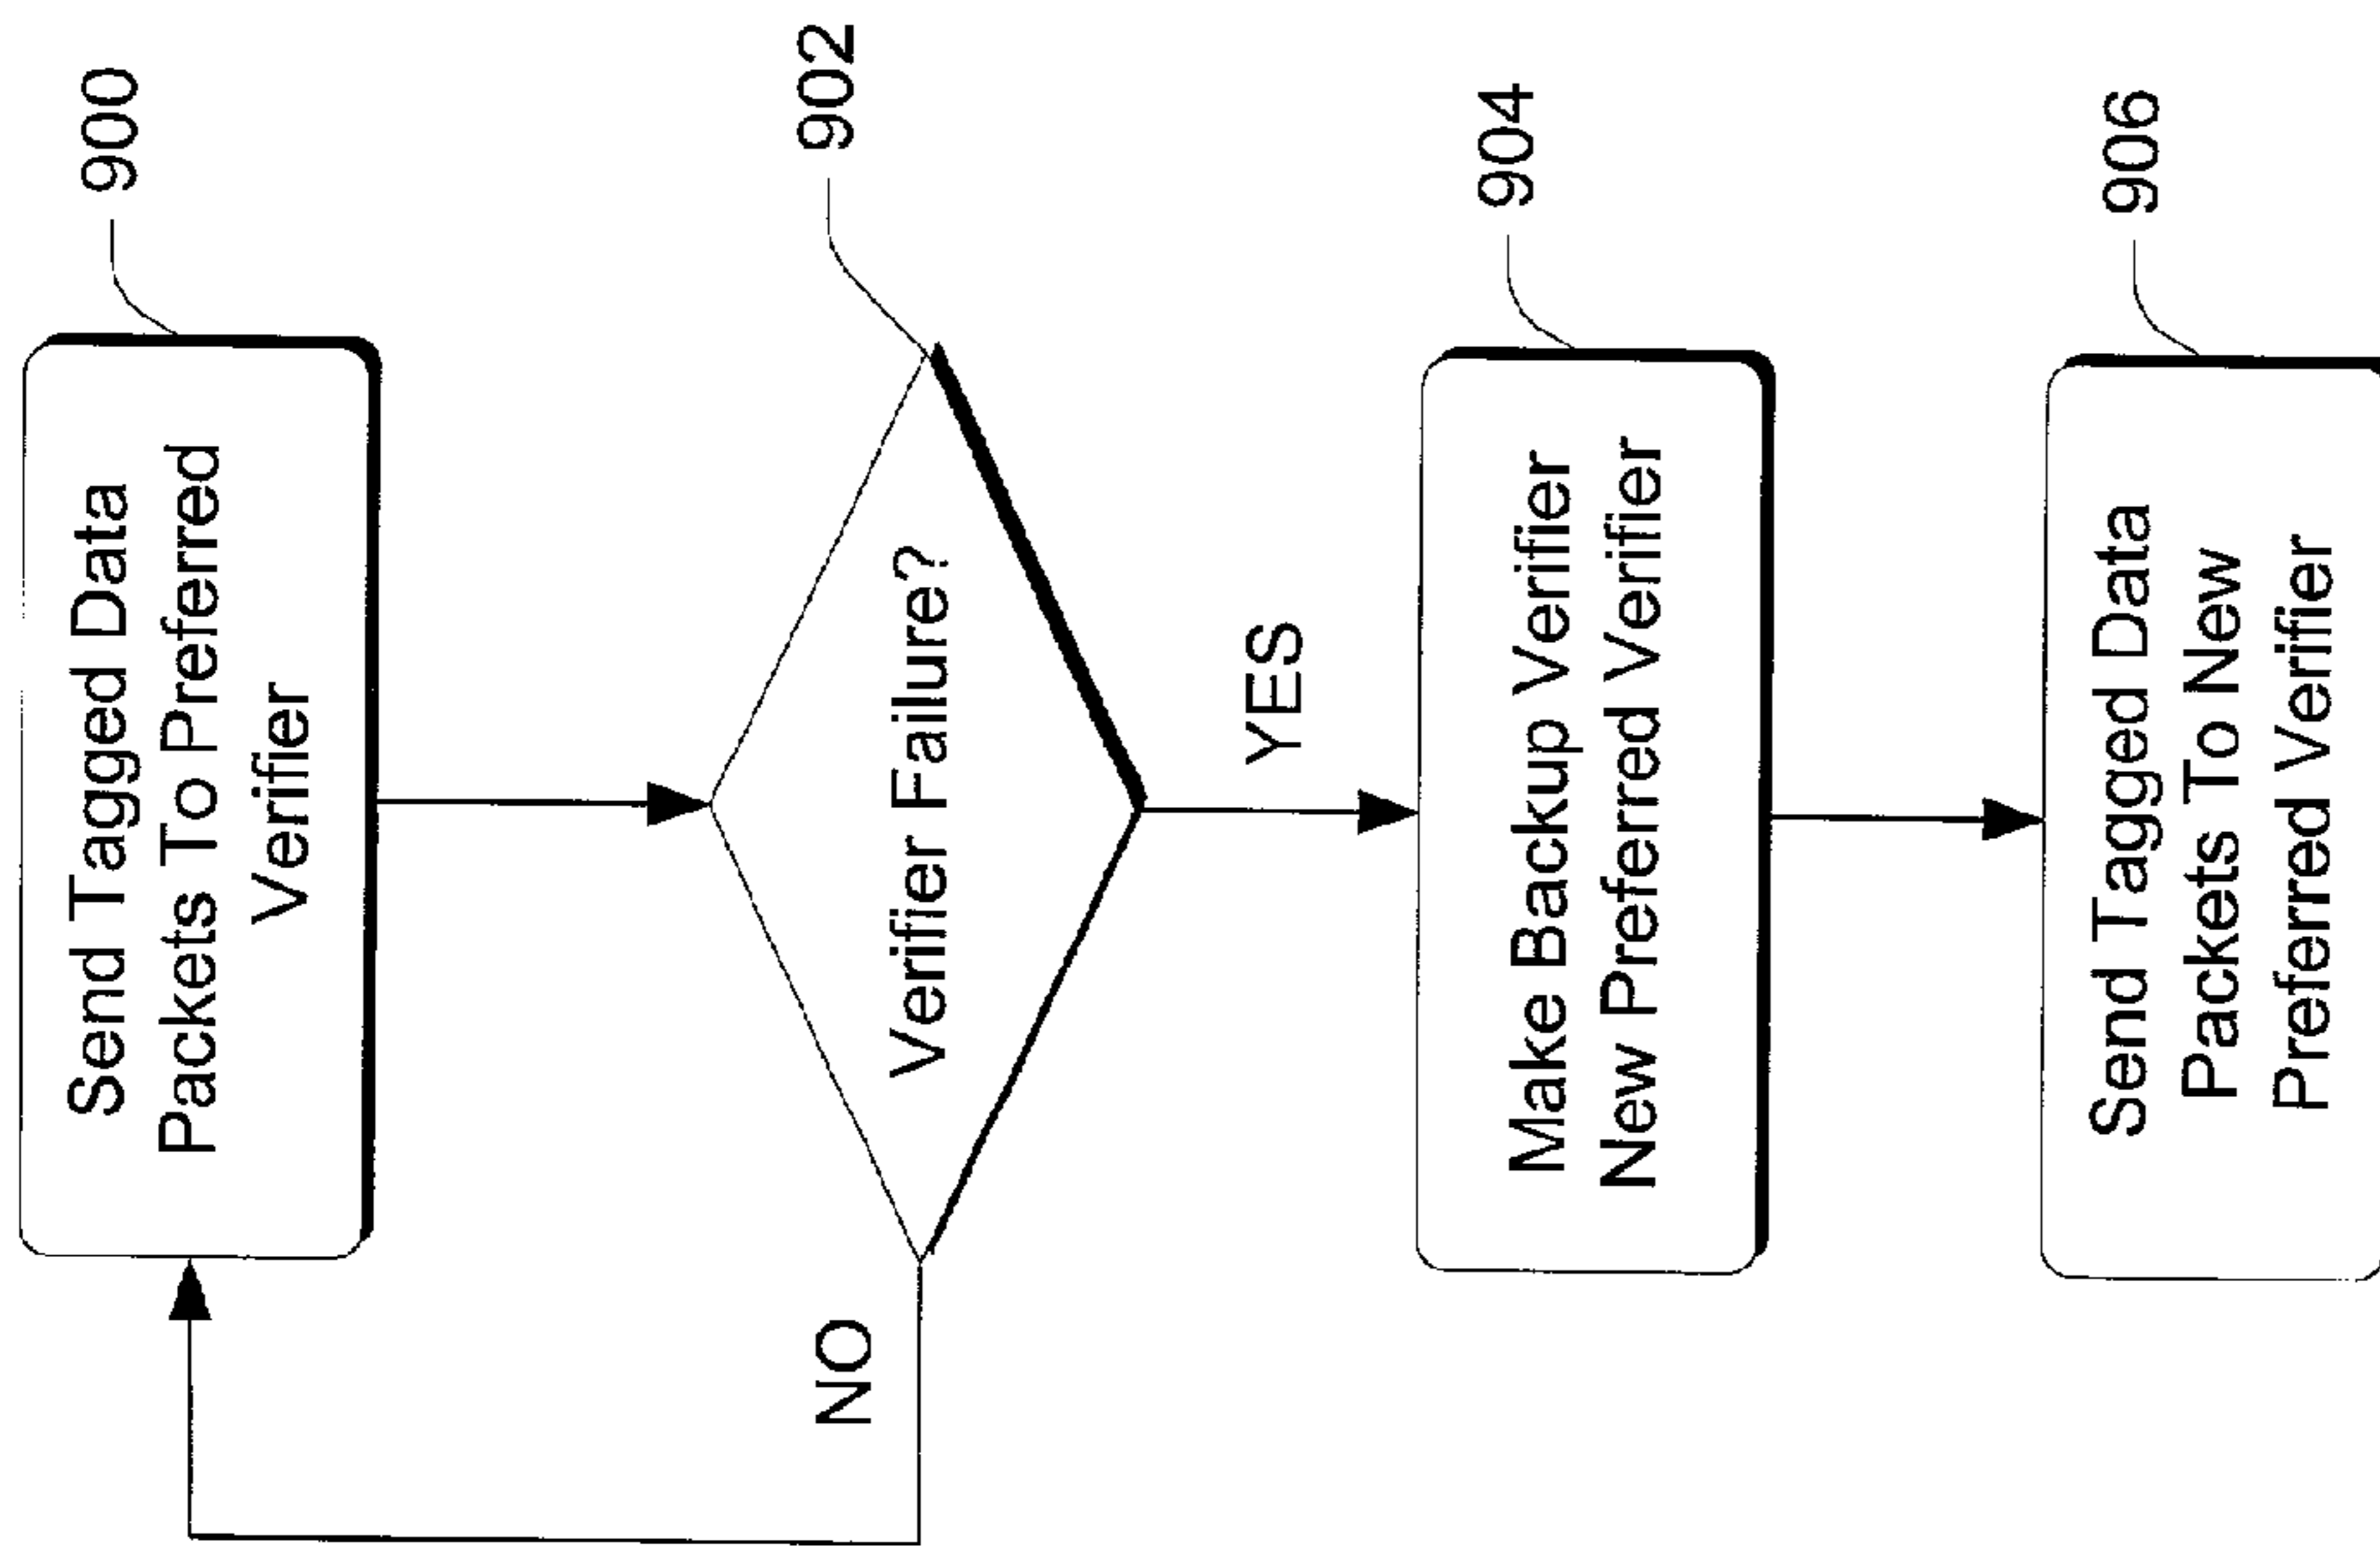 Send Tagged Data
Packets To Preferred
Verifier
900
Verifier Failure?
902
NO
YES
Make Backup Verifier
New Preferred Verifier
904
Send Tagged Data
Packets To New
Preferred Verifier
906